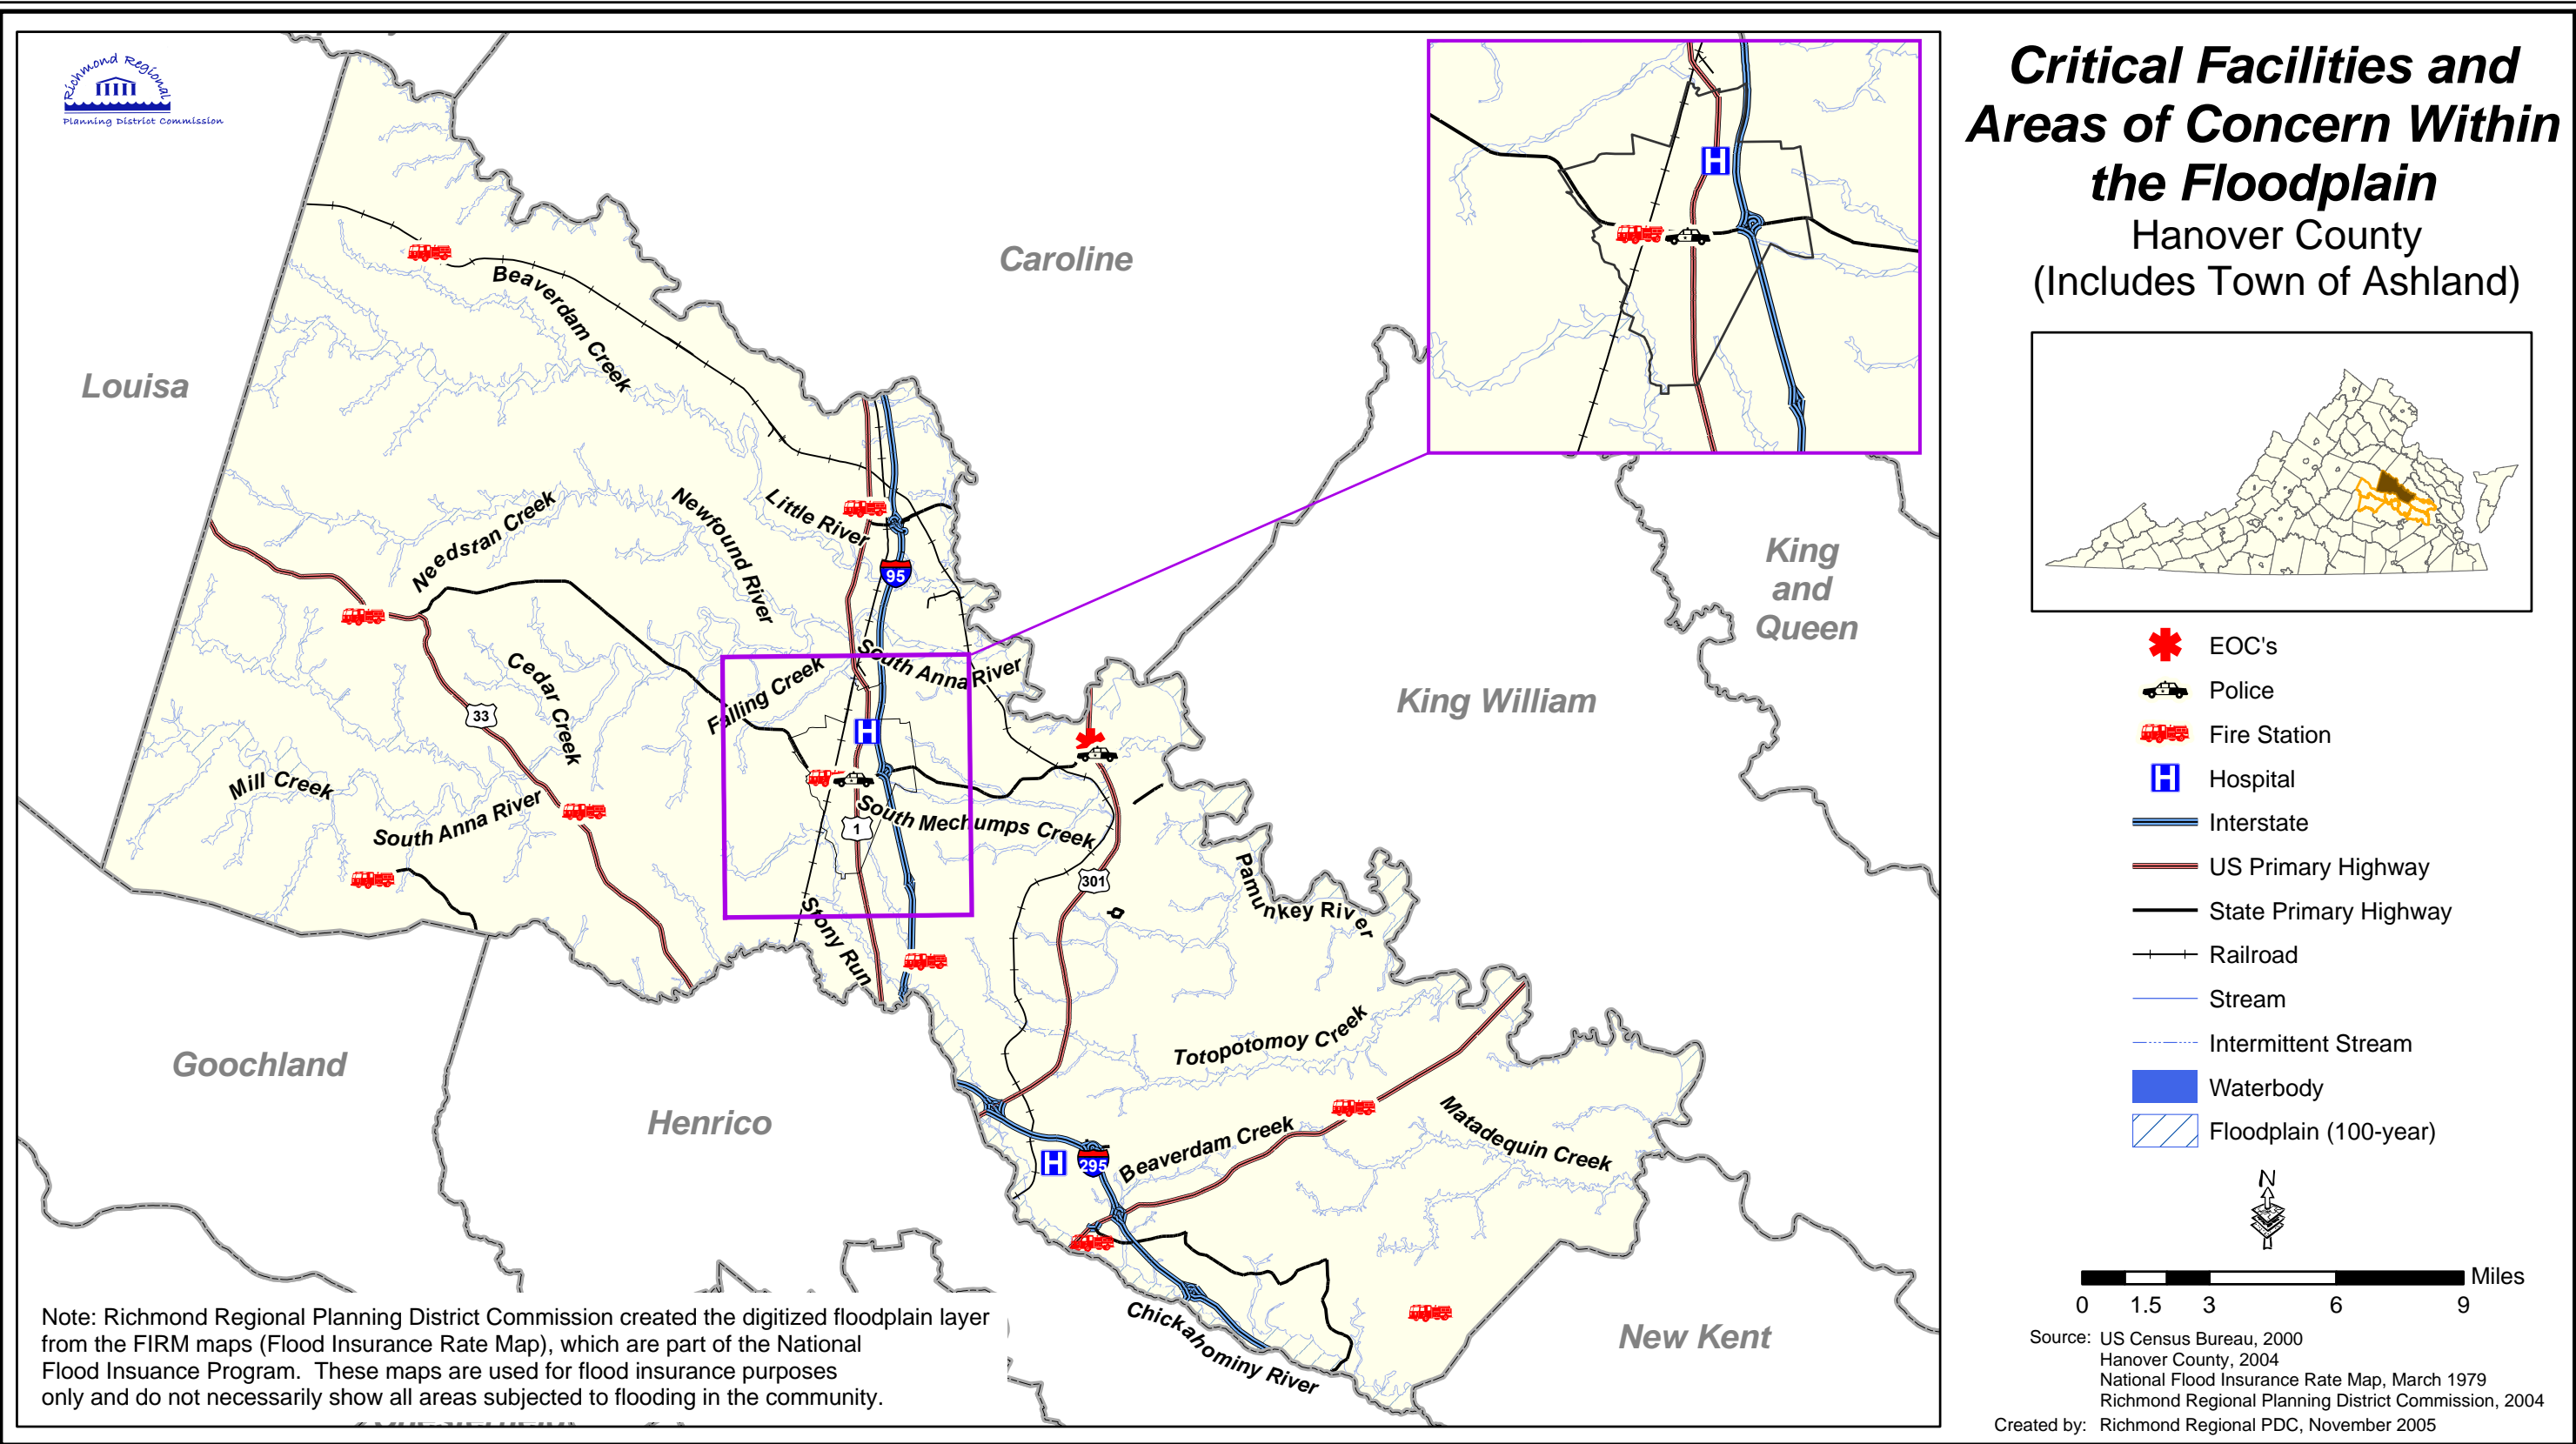 Richmond Regional
Planning District Commission
Critical Facilities and
Areas of Concern Within
the Floodplain
Hanover County
(Includes Town of Ashland)
Caroline
Louisa
King
and
Queen
King William
Goochland
Henrico
New Kent
Beaverdam Creek
Needstan Creek
Newfound River
Little River
95
South Anna River
Falling Creek
Cedar Creek
33
H
Mill Creek
South Anna River
South Mechumps Creek
1
301
Stony Run
Pamunkey River
Totopotomoy Creek
Beaverdam Creek
Matadequin Creek
H
295
Chickahominy River
H
EOC's
Police
Fire Station
H Hospital
Interstate
US Primary Highway
State Primary Highway
Railroad
Stream
Intermittent Stream
Waterbody
Floodplain (100-year)
N
Miles
0 1.5 3 6 9
Source: US Census Bureau, 2000
Hanover County, 2004
National Flood Insurance Rate Map, March 1979
Richmond Regional Planning District Commission, 2004
Created by: Richmond Regional PDC, November 2005
Note: Richmond Regional Planning District Commission created the digitized floodplain layer
from the FIRM maps (Flood Insurance Rate Map), which are part of the National
Flood Insuance Program. These maps are used for flood insurance purposes
only and do not necessarily show all areas subjected to flooding in the community.